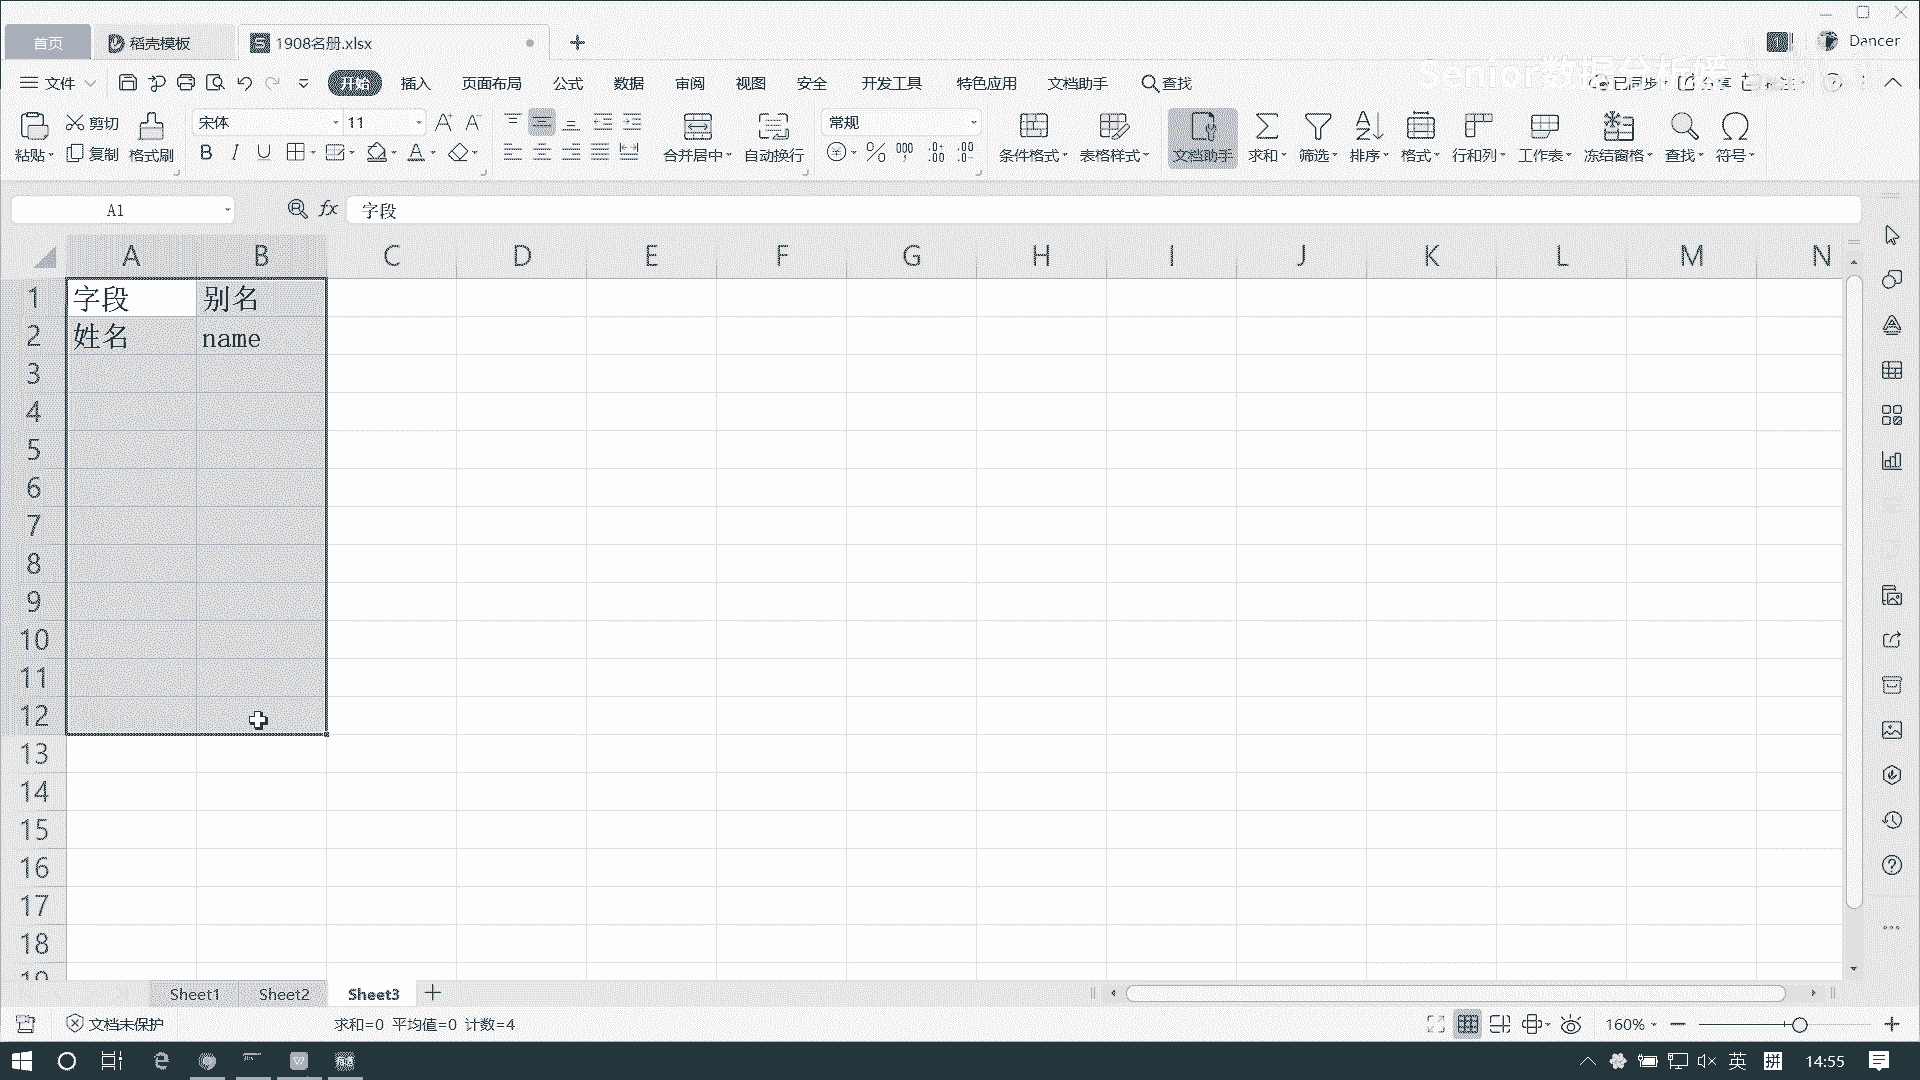 首页 稻壳模板 1908名册.xlsx Dancer
文件 开始 插入 页面布局 公式 数据 审阅 视图 安全 开发工具 特色应用 文档助手 查找 已同步 分享
Senior数据分析
粘贴 剪切 复制 格式刷 宋体 11 合并居中 自动换行 常规 条件格式 表格样式 文档助手 求和 筛选 排序 格式 行和列 工作表 冻结窗格 查找 符号
A1 fx 字段
A B C D E F G H I J K L M N
1 字段 别名
2 姓名 name
3
4
5
6
7
8
9
10
11
12
13
14
15
16
17
18
19
Sheet1 Sheet2 Sheet3
文档未保护 求和=0 平均值=0 计数=4 160%
英 拼 14:55